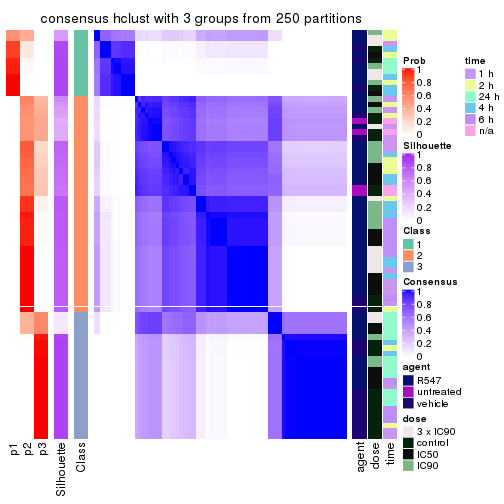 consensus hclust with 3 groups from 250 partitions
Prob
1
0.8
0.6
0.4
0.2
0
Silhouette
1
0.8
0.6
0.4
0.2
0
Class
1
2
3
Consensus
1
0.8
0.6
0.4
0.2
0
agent
R547
untreated
vehicle
dose
3 x IC90
control
IC50
IC90
time
1 h
2 h
24 h
4 h
6 h
n/a
p1
p2
p3
Silhouette
Class
agent
dose
time